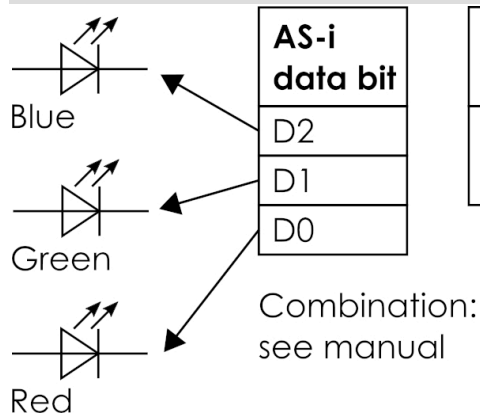 Blue
Green
Red
AS-i
data bit
D2
D1
D0
Combination:
see manual